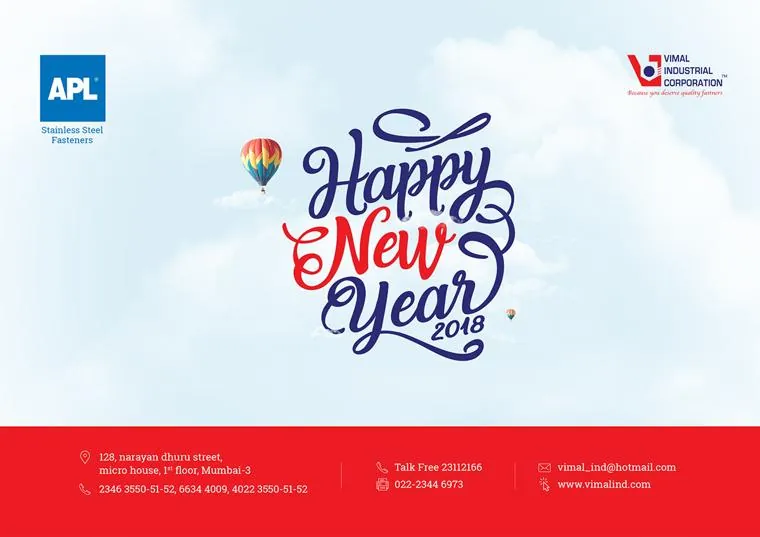 APL®
Stainless Steel
Fasteners
VIMAL
INDUSTRIAL
CORPORATION™
Because you deserve quality fastners
Happy
New
Year
2018
128, narayan dhuru street,
micro house, 1st floor, Mumbai-3
2346 3550-51-52, 6634 4009, 4022 3550-51-52
Talk Free 23112166
022-2344 6973
vimal_ind@hotmail.com
www.vimalind.com